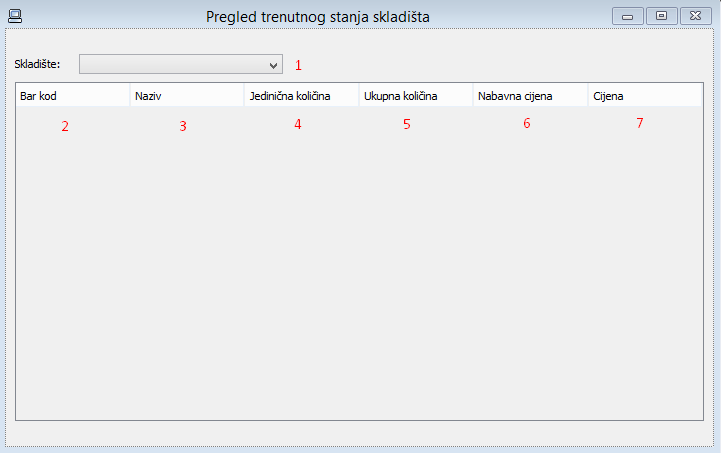 Pregled trenutnog stanja skladišta
Skladište: 1
Bar kod Naziv Jedinična količina Ukupna količina Nabavna cijena Cijena
2 3 4 5 6 7